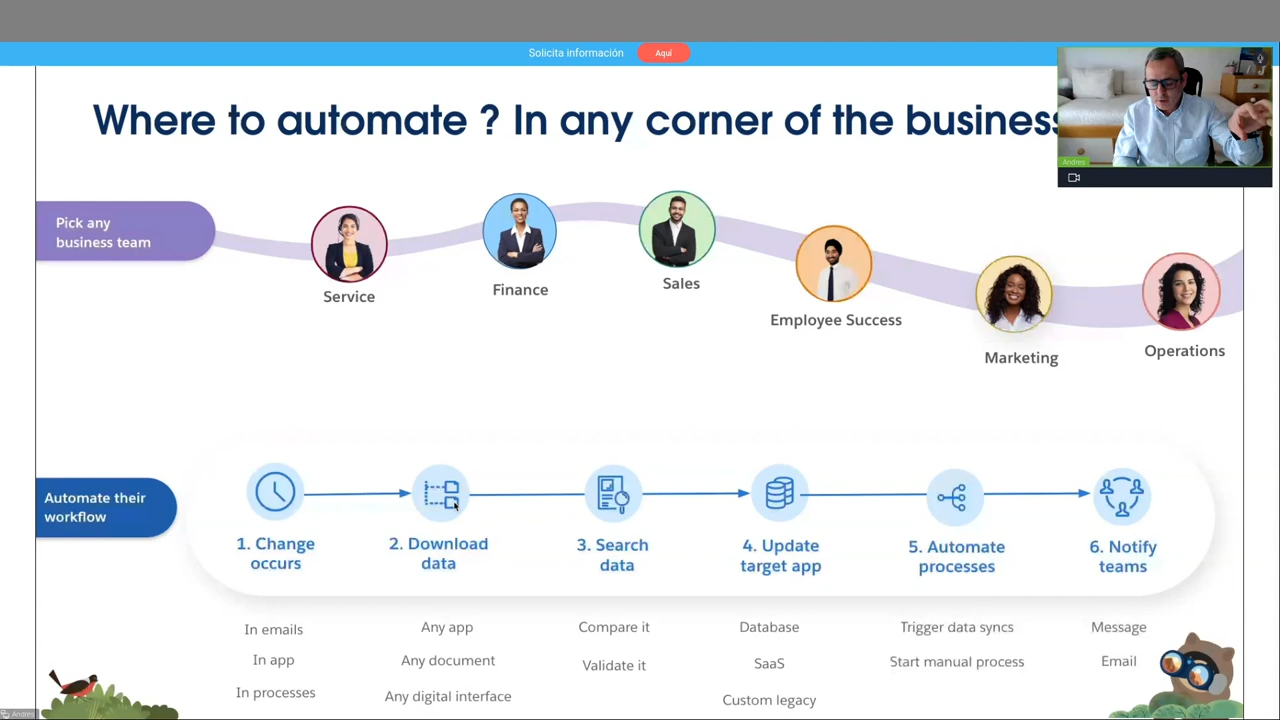 Solicita información
Aquí
Where to automate ? In any corner of the business
Andres
Pick any
business team
Service
Finance
Sales
Employee Success
Marketing
Operations
Automate their
workflow
1. Change
occurs
2. Download
data
3. Search
data
4. Update
target app
5. Automate
processes
6. Notify
teams
In emails
In app
In processes
Any app
Any document
Any digital interface
Compare it
Validate it
Database
SaaS
Custom legacy
Trigger data syncs
Start manual process
Message
Email
Andres